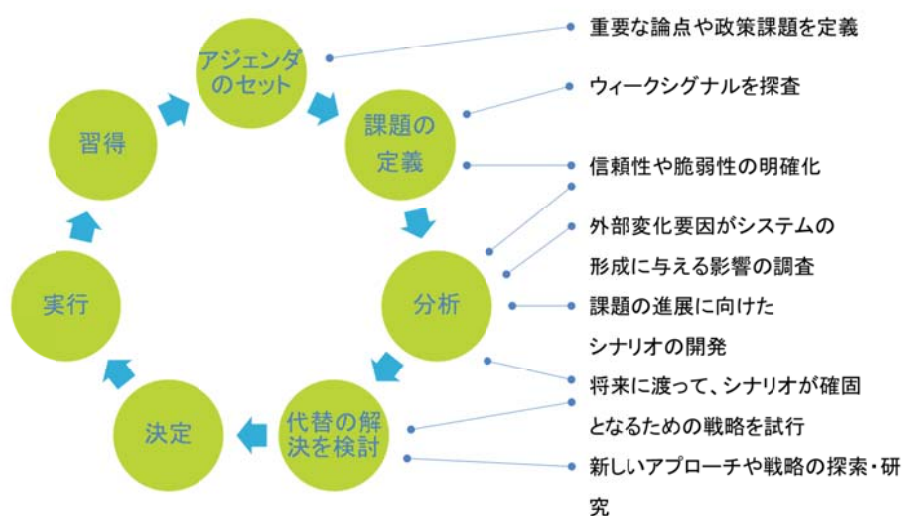 アジェンダ
のセット
課題の
定義
分析
代替の解
決を検討
決定
実行
習得
重要な論点や政策課題を定義
ウィークシグナルを探査
信頼性や脆弱性の明確化
外部変化要因がシステムの
形成に与える影響の調査
課題の進展に向けた
シナリオの開発
将来に渡って、シナリオが確固
となるための戦略を試行
新しいアプローチや戦略の探索・研
究